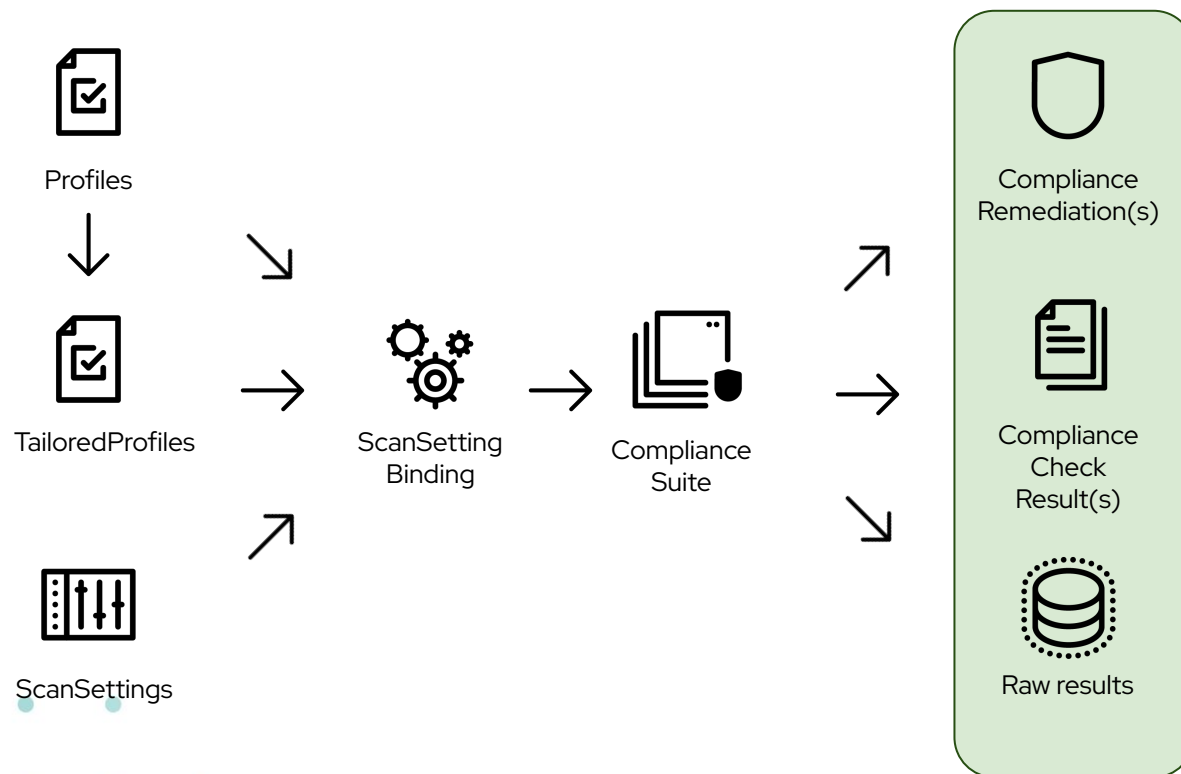 Profiles
TailoredProfiles
ScanSettings
ScanSetting
Binding
Compliance
Suite
Compliance
Remediation(s)
Compliance
Check
Result(s)
Raw results